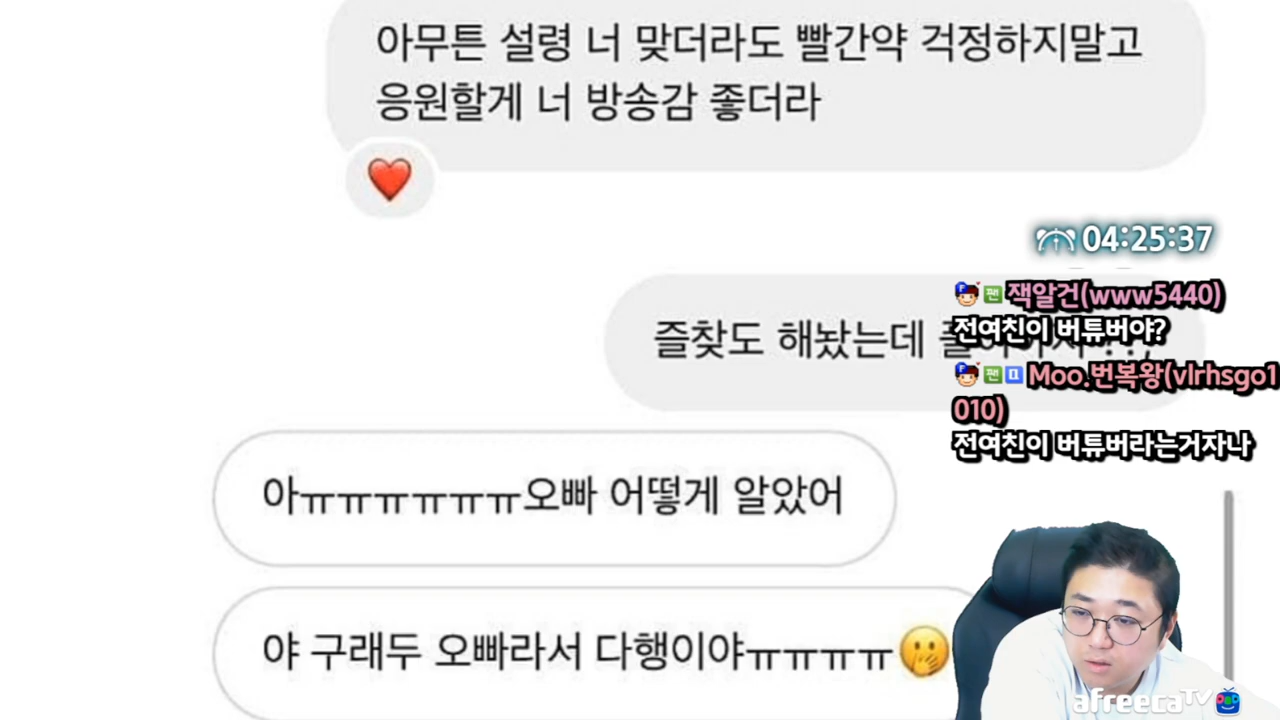 아무튼 설령 너 맞더라도 빨간약 걱정하지말고
응원할게 너 방송감 좋더라
04:25:37
잭알건(www5440)
전여친이 버튜버야?
즐찾도 해놨는데
Moo.번복왕(vlrhsgo1
010)
전여친이 버튜버라는거자나
아ㅠㅠㅠㅠㅠㅠ오빠 어떻게 알았어
야 구래두 오빠라서 다행이야ㅠㅠㅠㅠ
afreecaTV